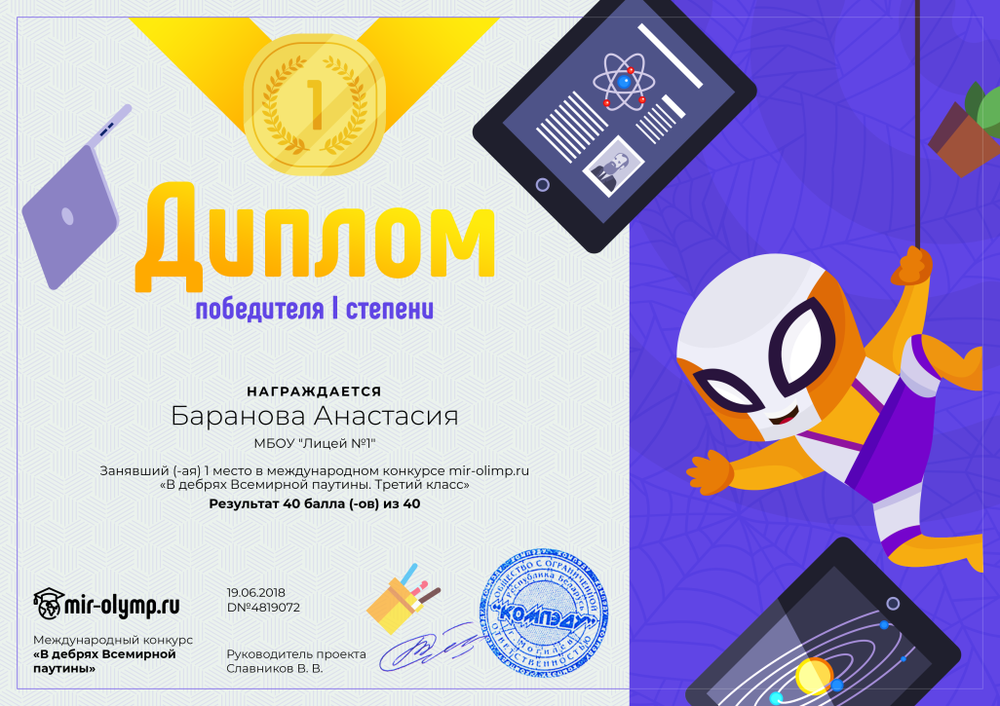 1
Диплом
победителя I степени
НАГРАЖДАЕТСЯ
Баранова Анастасия
МБОУ "Лицей №1"
Занявший (-ая) 1 место в международном конкурсе mir-olimp.ru
«В дебрях Всемирной паутины. Третий класс»
Результат 40 балла (-ов) из 40
mir-olymp.ru
19.06.2018
D№4819072
Международный конкурс
«В дебрях Всемирной
паутины»
Руководитель проекта
Славников В. В.
ОБЩЕСТВО С ОГРАНИЧЕННОЙ
ОТВЕТСТВЕННОСТЬЮ
Республика Беларусь
"КОМПЭДУ"
г. Могилев